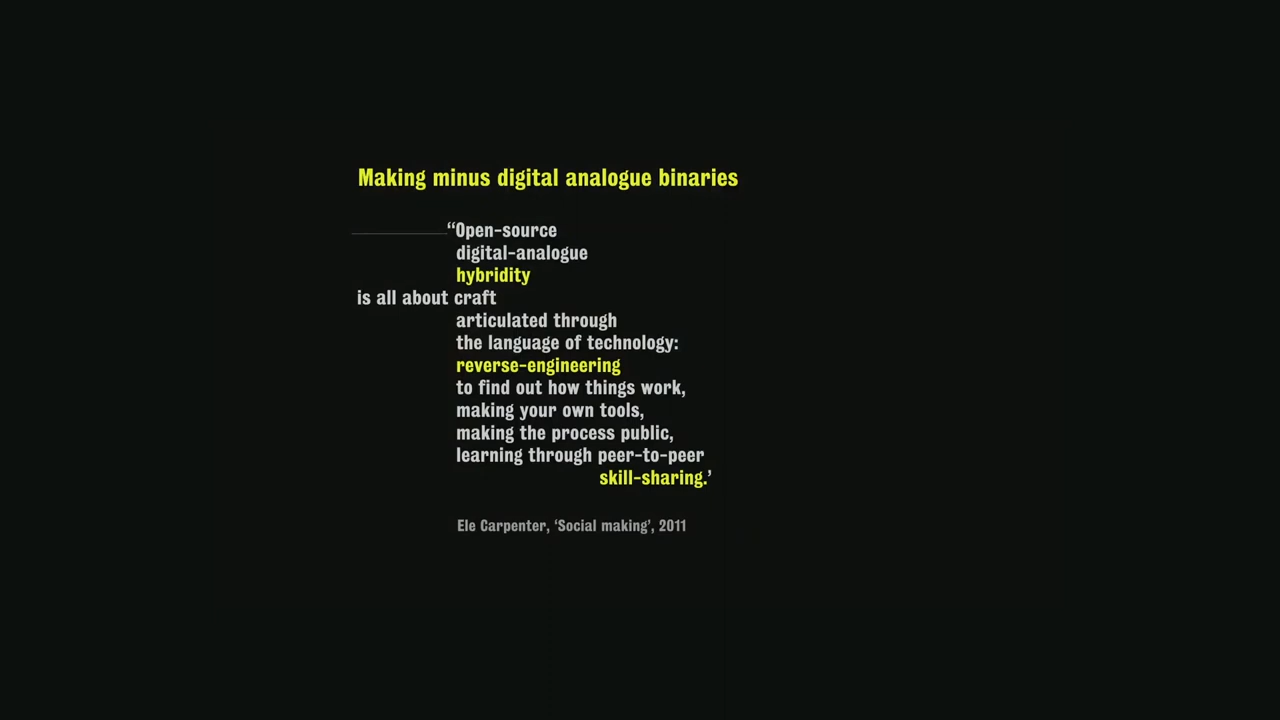 Making minus digital analogue binaries
“Open-source
digital-analogue
hybridity
is all about craft
articulated through
the language of technology:
reverse-engineering
to find out how things work,
making your own tools,
making the process public,
learning through peer-to-peer
skill-sharing.’
Ele Carpenter, ‘Social making’, 2011